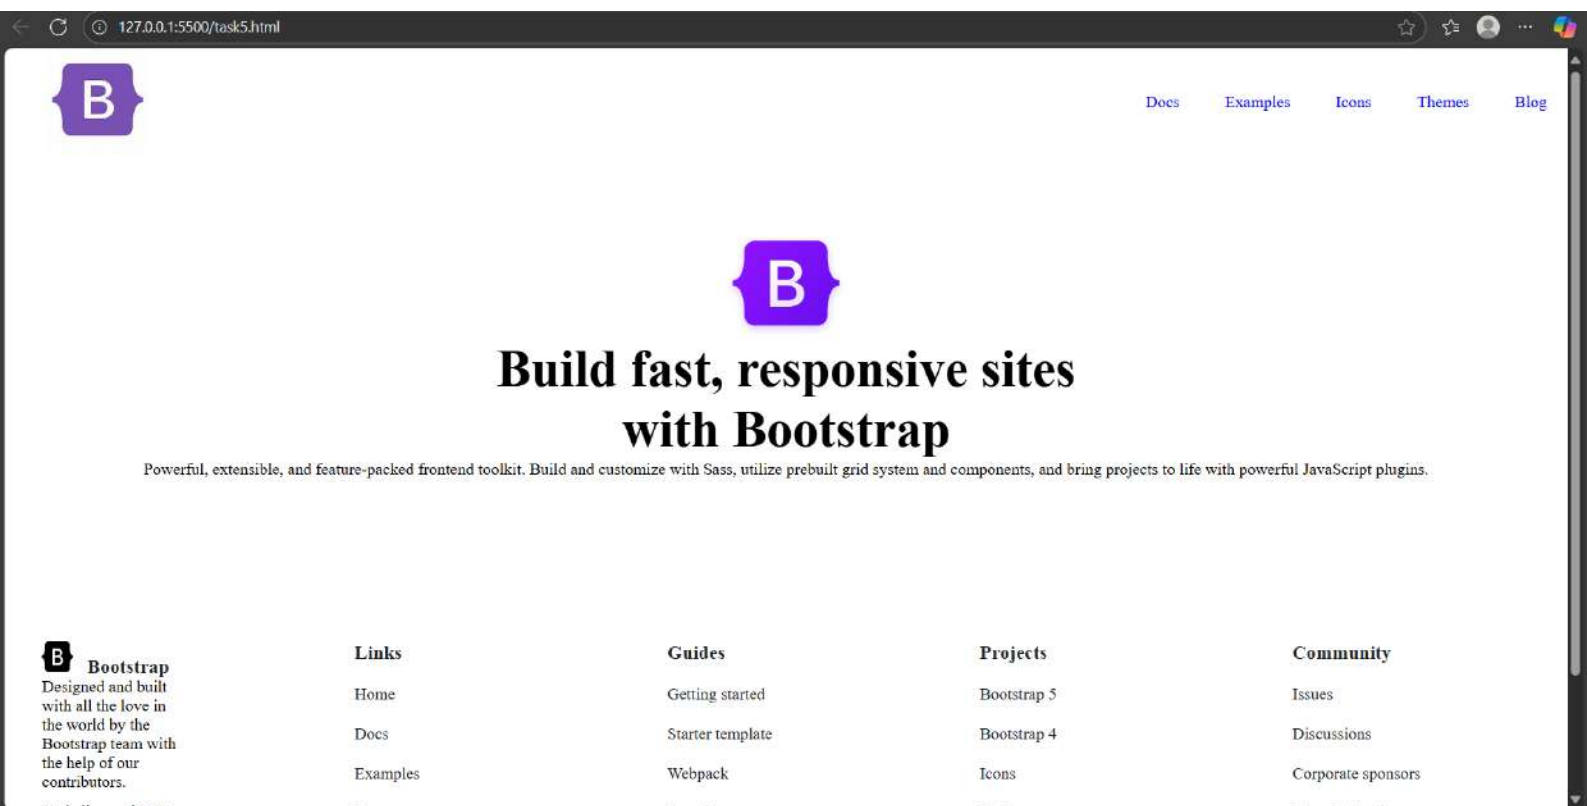 127.0.0.1:5500/task5.html
B
Docs Examples Icons Themes Blog
B
Build fast, responsive sites
with Bootstrap
Powerful, extensible, and feature-packed frontend toolkit. Build and customize with Sass, utilize prebuilt grid system and components, and bring projects to life with powerful JavaScript plugins.
B Bootstrap
Designed and built
with all the love in
the world by the
Bootstrap team with
the help of our
contributors.
Links
Home
Docs
Examples
Guides
Getting started
Starter template
Webpack
Projects
Bootstrap 5
Bootstrap 4
Icons
Community
Issues
Discussions
Corporate sponsors